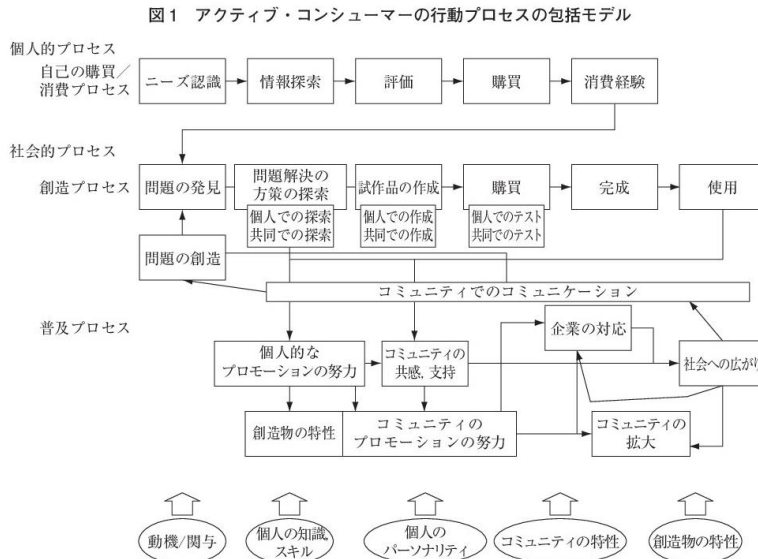 図1 アクティブ・コンシューマーの行動プロセスの包括モデル
個人的プロセス
自己の購買／
消費プロセス
ニーズ認識
情報探索
評価
購買
消費経験
社会的プロセス
創造プロセス
問題の発見
問題解決の
方策の探索
試作品の作成
購買
完成
使用
個人での探索
共同での探索
個人での作成
共同での作成
個人でのテスト
共同でのテスト
問題の創造
コミュニティでのコミュニケーション
普及プロセス
企業の対応
個人的な
プロモーションの努力
コミュニティの
共感，支持
社会への広がり
創造物の特性
コミュニティの
プロモーションの努力
コミュニティの
拡大
動機/関与
個人の知識,
スキル
個人の
パーソナリティ
コミュニティの特性
創造物の特性